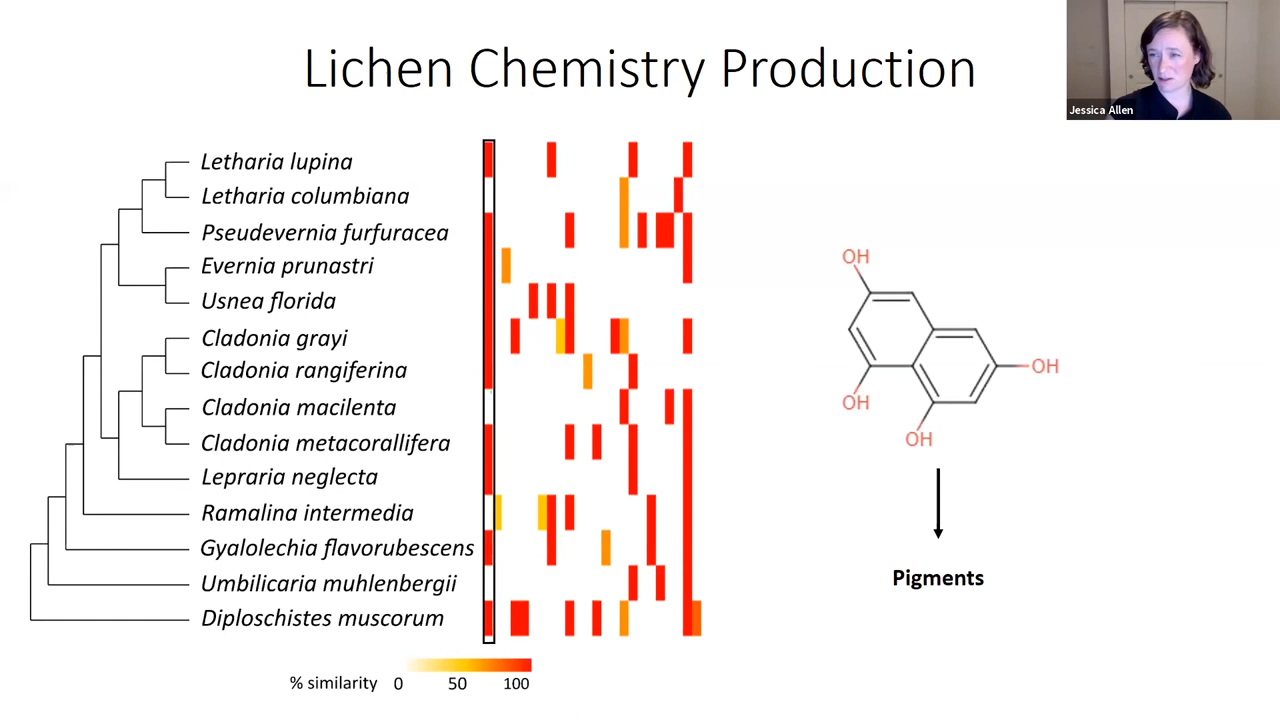 Lichen Chemistry Production
Jessica Allen
Letharia lupina
Letharia columbiana
Pseudevernia furfuracea
Evernia prunastri
Usnea florida
Cladonia grayi
Cladonia rangiferina
Cladonia macilenta
Cladonia metacorallifera
Lepraria neglecta
Ramalina intermedia
Gyalolechia flavorubescens
Umbilicaria muhlenbergii
Diploschistes muscorum
% similarity 0 50 100
OH
OH
OH
OH
Pigments